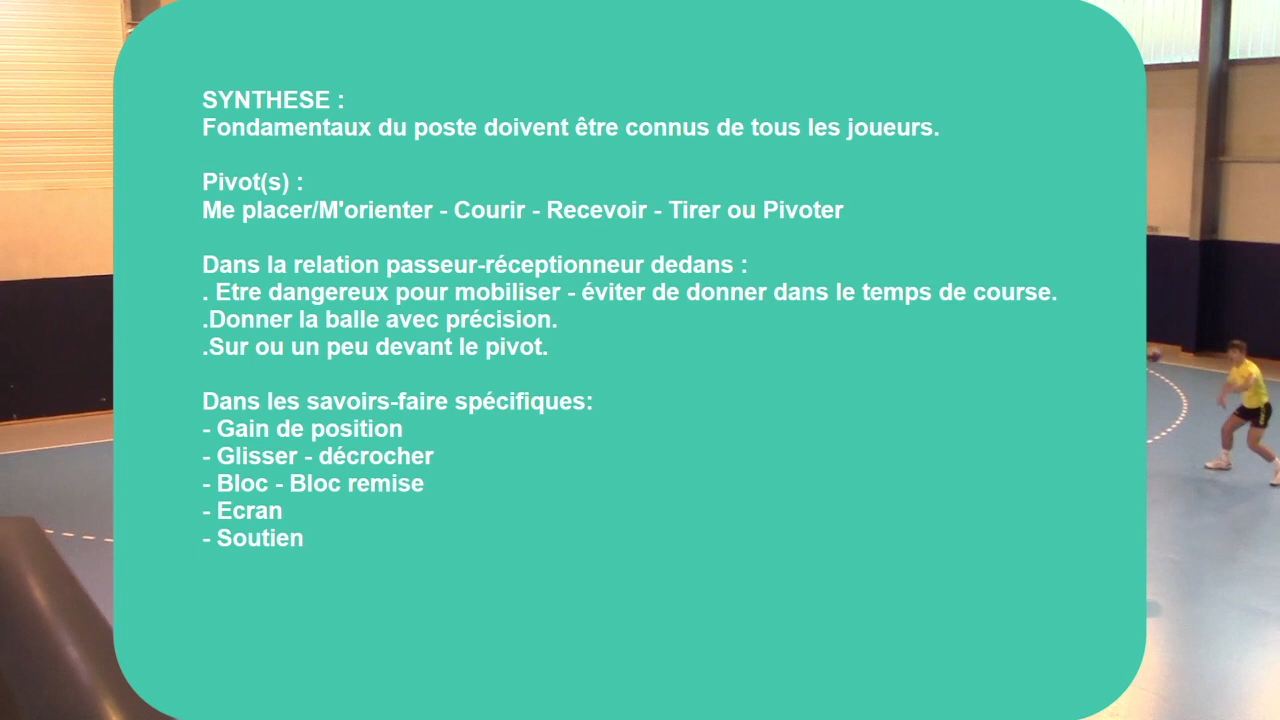 SYNTHESE :
Fondamentaux du poste doivent être connus de tous les joueurs.
Pivot(s) :
Me placer/M'orienter - Courir - Recevoir - Tirer ou Pivoter
Dans la relation passeur-réceptionneur dedans :
. Etre dangereux pour mobiliser - éviter de donner dans le temps de course.
.Donner la balle avec précision.
.Sur ou un peu devant le pivot.
Dans les savoirs-faire spécifiques:
- Gain de position
- Glisser - décrocher
- Bloc - Bloc remise
- Ecran
- Soutien